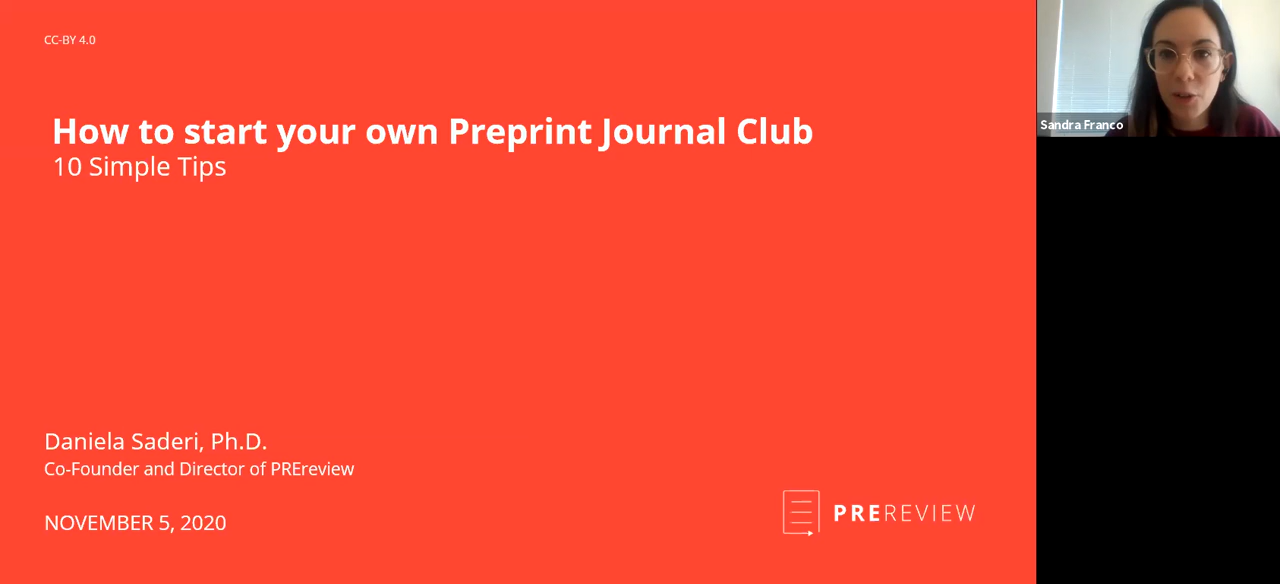 CC-BY 4.0
How to start your own Preprint Journal Club
10 Simple Tips
Daniela Saderi, Ph.D.
Co-Founder and Director of PREreview
NOVEMBER 5, 2020
PREREVIEW
Sandra Franco